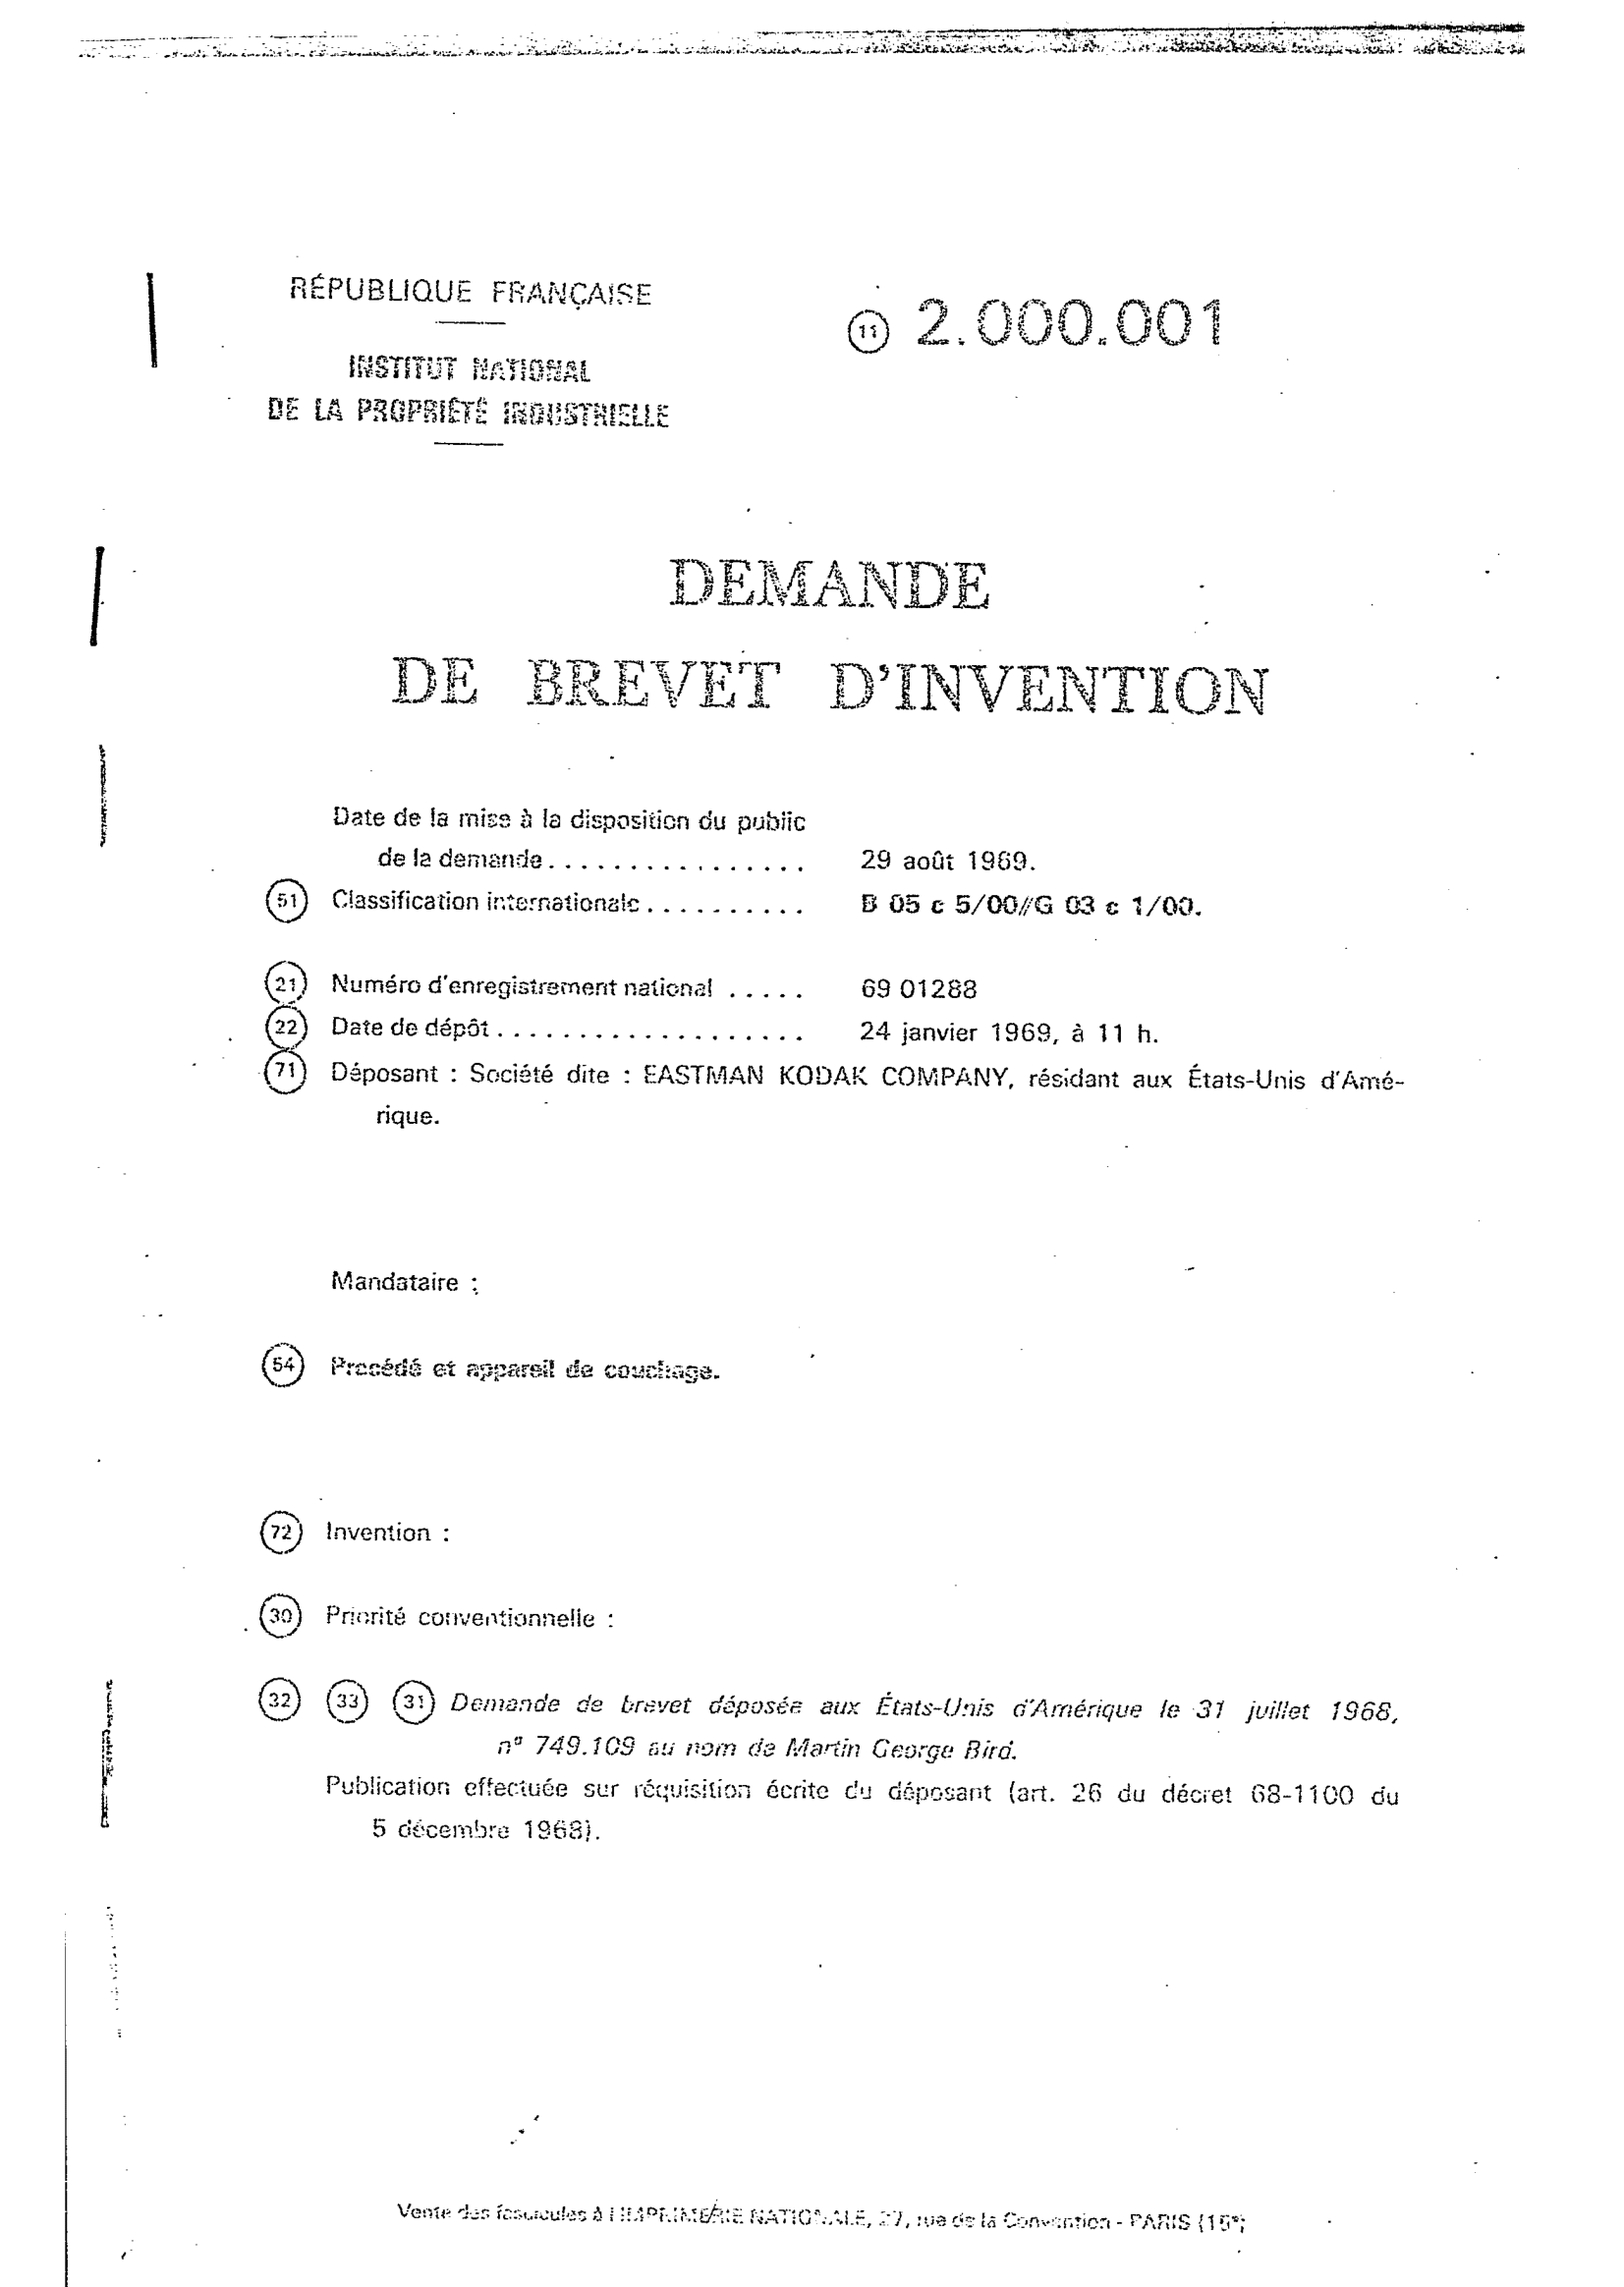 RÉPUBLIQUE FRANÇAISE
11 2.000.001
INSTITUT NATIONAL
DE LA PROPRIÉTÉ INDUSTRIELLE
DEMANDE
DE BREVET D'INVENTION
Date de la mise à la disposition du public
de la demande................ 29 août 1969.
51 Classification internationale.......... B 05 c 5/00//G 03 c 1/00.
21 Numéro d'enregistrement national ..... 69 01288
22 Date de dépôt................... 24 janvier 1969, à 11 h.
71 Déposant : Société dite : EASTMAN KODAK COMPANY, résidant aux États-Unis d'Amé-
rique.
Mandataire :
54 Procédé et appareil de couchage.
72 Invention :
30 Priorité conventionnelle :
32 33 31 Demande de brevet déposée aux États-Unis d'Amérique le 31 juillet 1968,
nº 749.109 au nom de Martin George Bird.
Publication effectuée sur réquisition écrite du déposant (art. 26 du décret 68-1100 du
5 décembre 1968).
Vente des fascicules à l'IMPRIMERIE NATIONALE, 27, rue de la Convention - PARIS (15e)